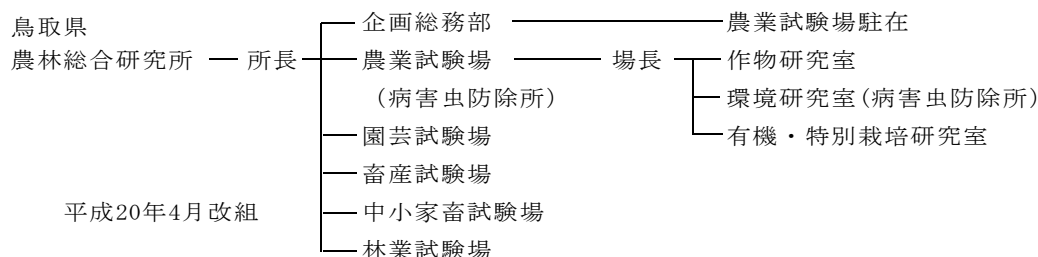 鳥取県
農林総合研究所 所長 企画総務部 農業試験場駐在
農業試験場 場長 作物研究室
(病害虫防除所) 環境研究室(病害虫防除所)
園芸試験場 有機・特別栽培研究室
畜産試験場
平成20年4月改組 中小家畜試験場
林業試験場